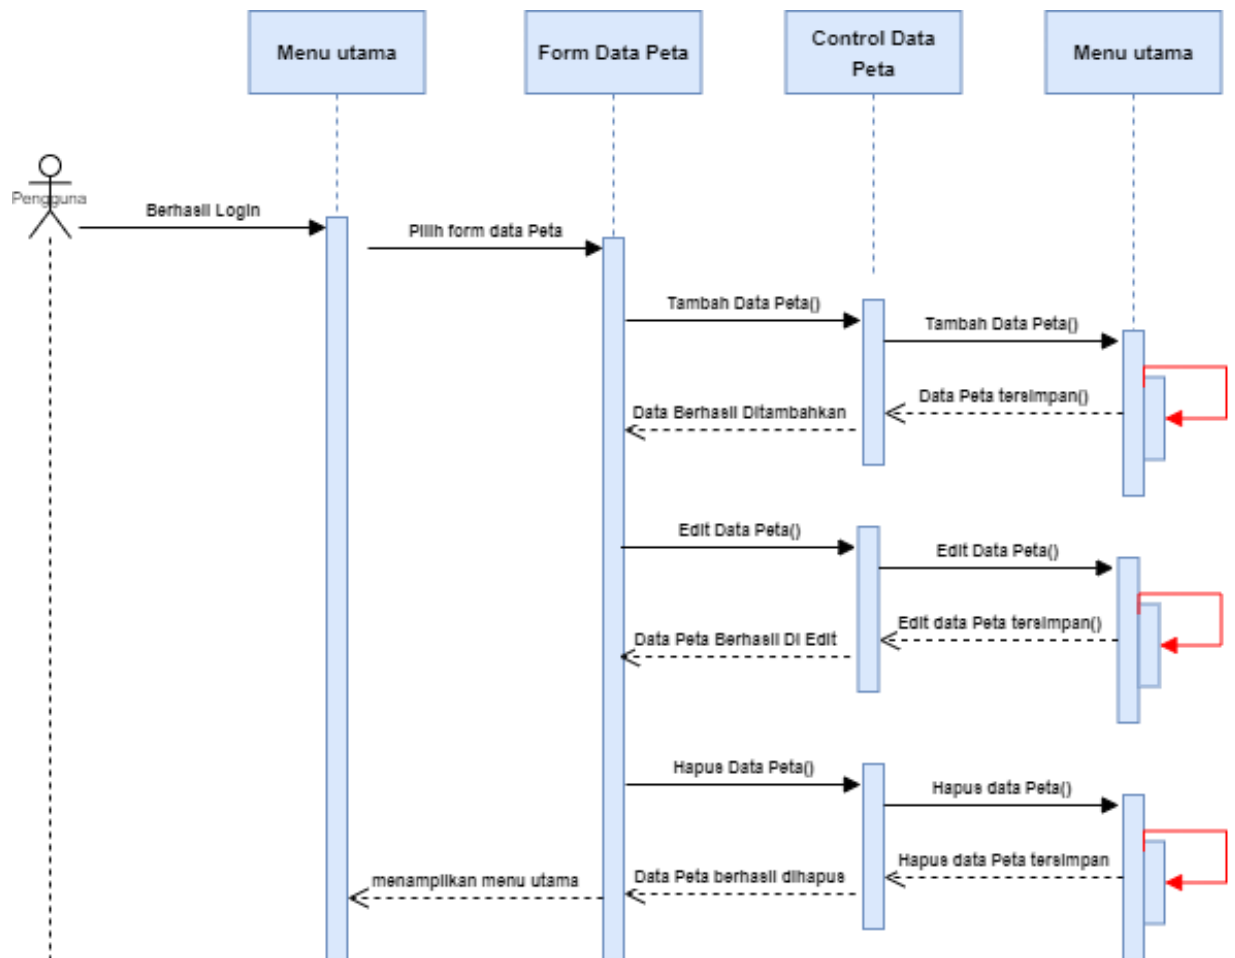 Menu utama
Form Data Peta
Control Data
Peta
Menu utama
Pengguna
Berhasil Login
Pilih form data Peta
Tambah Data Peta()
Tambah Data Peta()
Data Peta tersimpan()
Data Berhasil Ditambahkan
Edit Data Peta()
Edit Data Peta()
Edit data Peta tersimpan()
Data Peta Berhasil Di Edit
Hapus Data Peta()
Hapus data Peta()
Hapus data Peta tersimpan
Data Peta berhasil dihapus
menampilkan menu utama